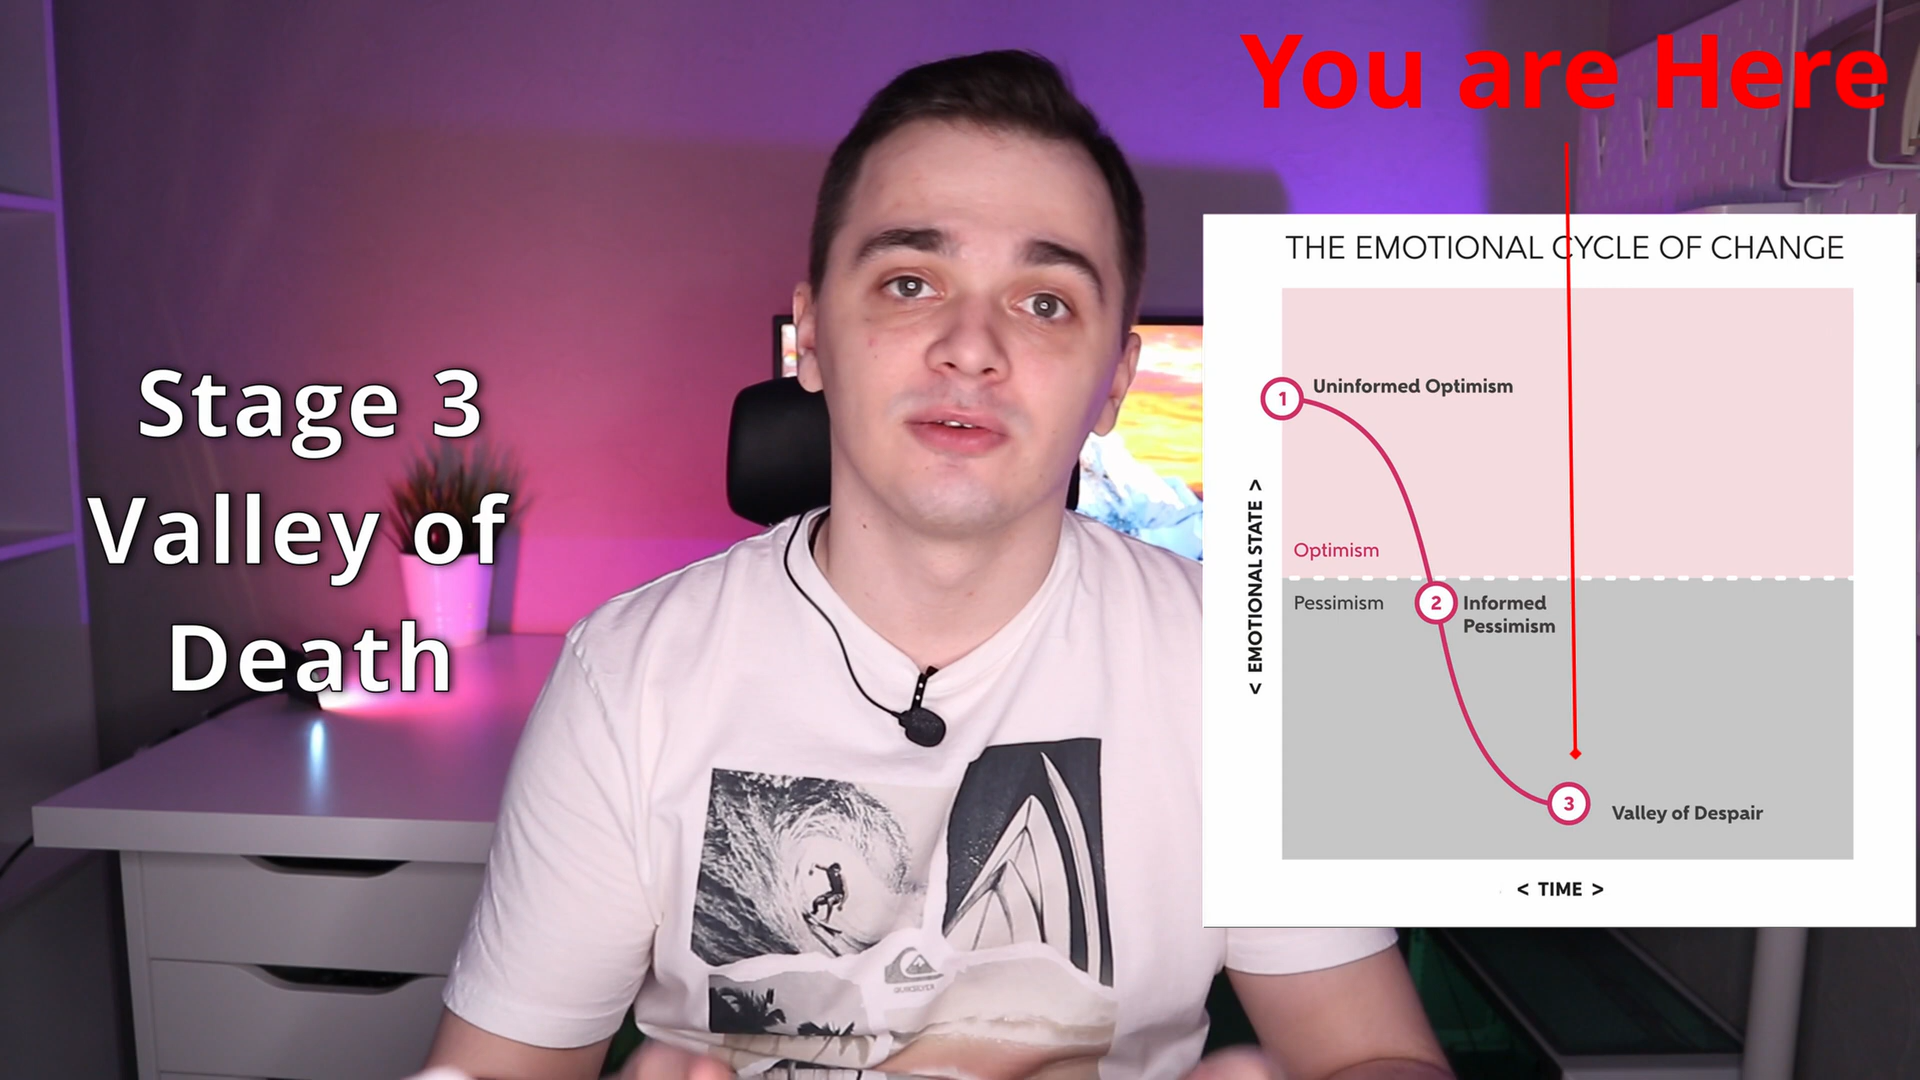 You are Here
THE EMOTIONAL CYCLE OF CHANGE
1 Uninformed Optimism
Optimism
Pessimism
2 Informed
Pessimism
3 Valley of Despair
< EMOTIONAL STATE >
< TIME >
Stage 3
Valley of
Death
QUIKSILVER